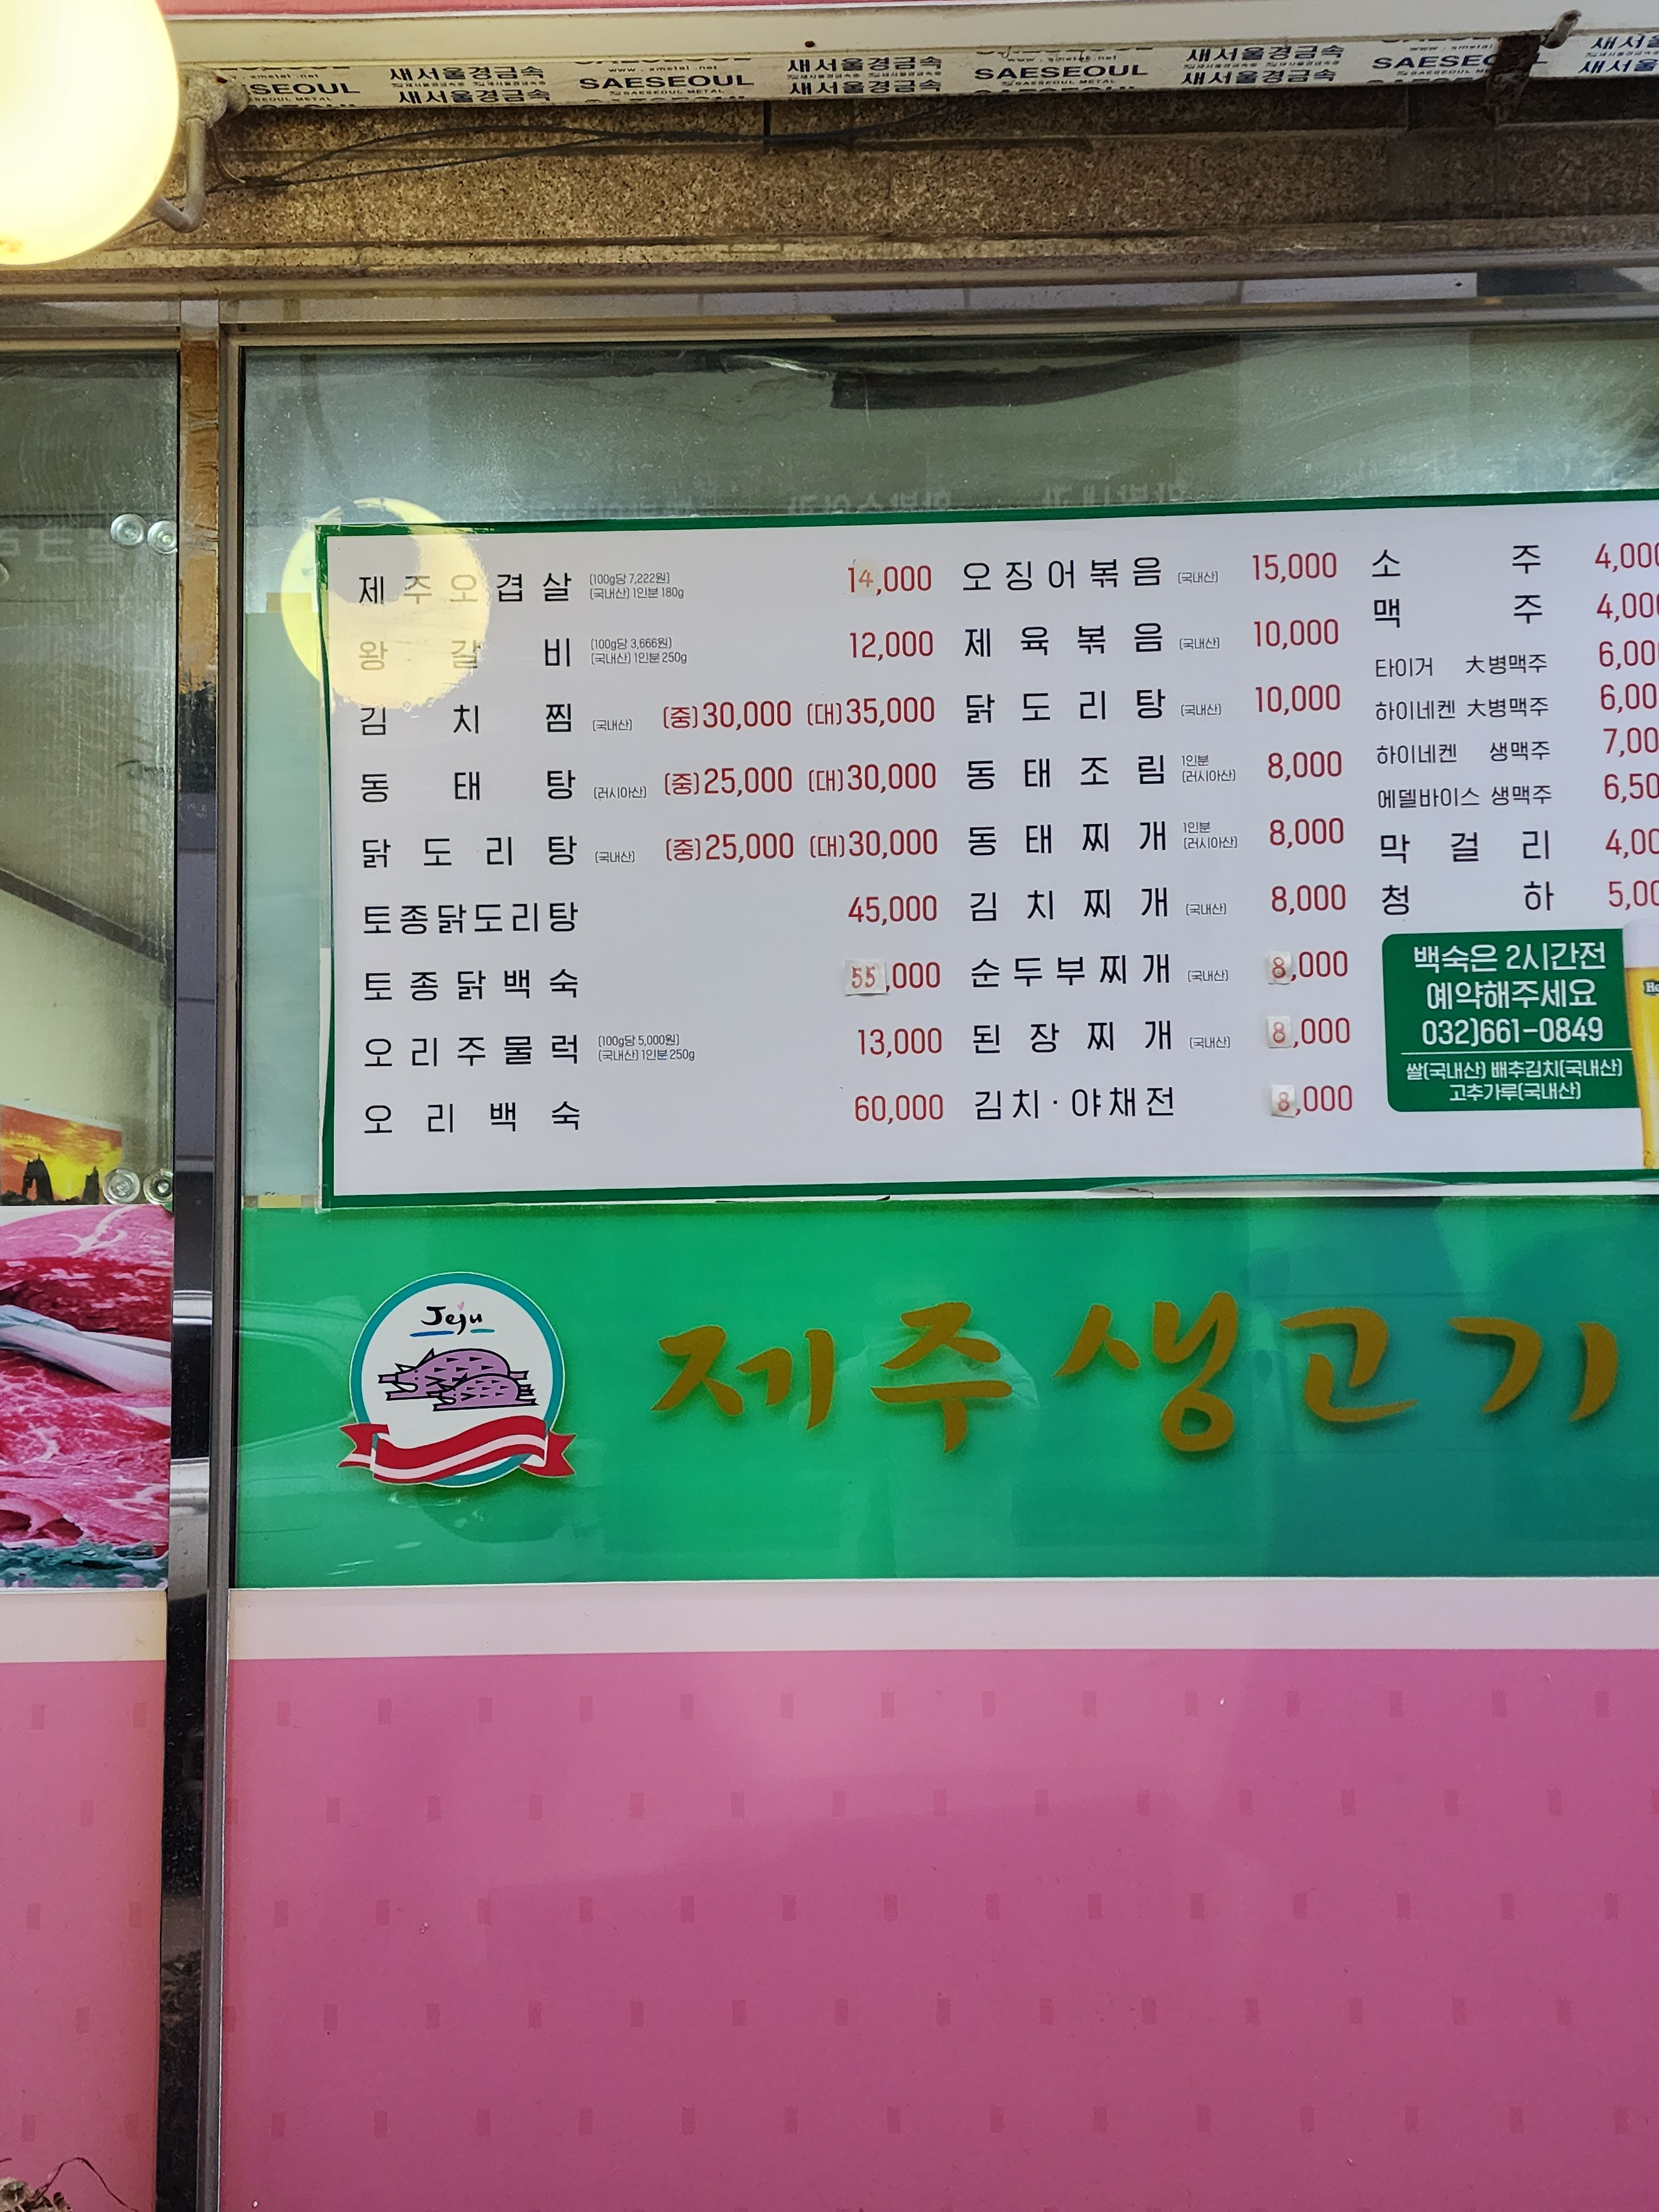 새서울경금속
SAESEOUL
SAESEOUL METAL
제주오겹살 (100g당 7,222원) (국내산) 1인분 180g 14,000
왕갈비 (100g당 3,666원) (국내산) 1인분 250g 12,000
김치찜 (국내산) (중)30,000 (대)35,000
동태탕 (러시아산) (중)25,000 (대)30,000
닭도리탕 (국내산) (중)25,000 (대)30,000
토종닭도리탕 45,000
토종닭백숙 55,000
오리주물럭 (100g당 5,000원) (국내산) 1인분 250g 13,000
오리백숙 60,000
오징어볶음 (국내산) 15,000
제육볶음 (국내산) 10,000
닭도리탕 (국내산) 10,000
동태조림 1인분 (러시아산) 8,000
동태찌개 1인분 (러시아산) 8,000
김치찌개 (국내산) 8,000
순두부찌개 (국내산) 8,000
된장찌개 (국내산) 8,000
김치·야채전 8,000
소주 4,000
맥주 4,000
타이거 大병맥주 6,00
하이네켄 大병맥주 6,00
하이네켄 생맥주 7,00
에델바이스 생맥주 6,50
막걸리 4,00
청하 5,00
백숙은 2시간전
예약해주세요
032)661-0849
쌀(국내산) 배추김치(국내산)
고추가루(국내산)
Jeju
제주생고기